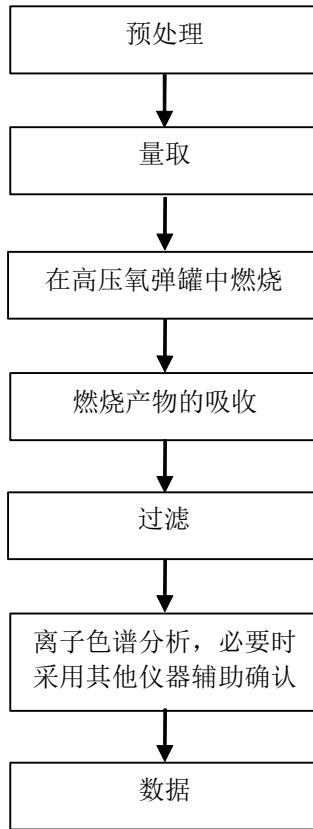 预处理
量取
在高压氧弹罐中燃烧
燃烧产物的吸收
过滤
离子色谱分析，必要时
采用其他仪器辅助确认
数据